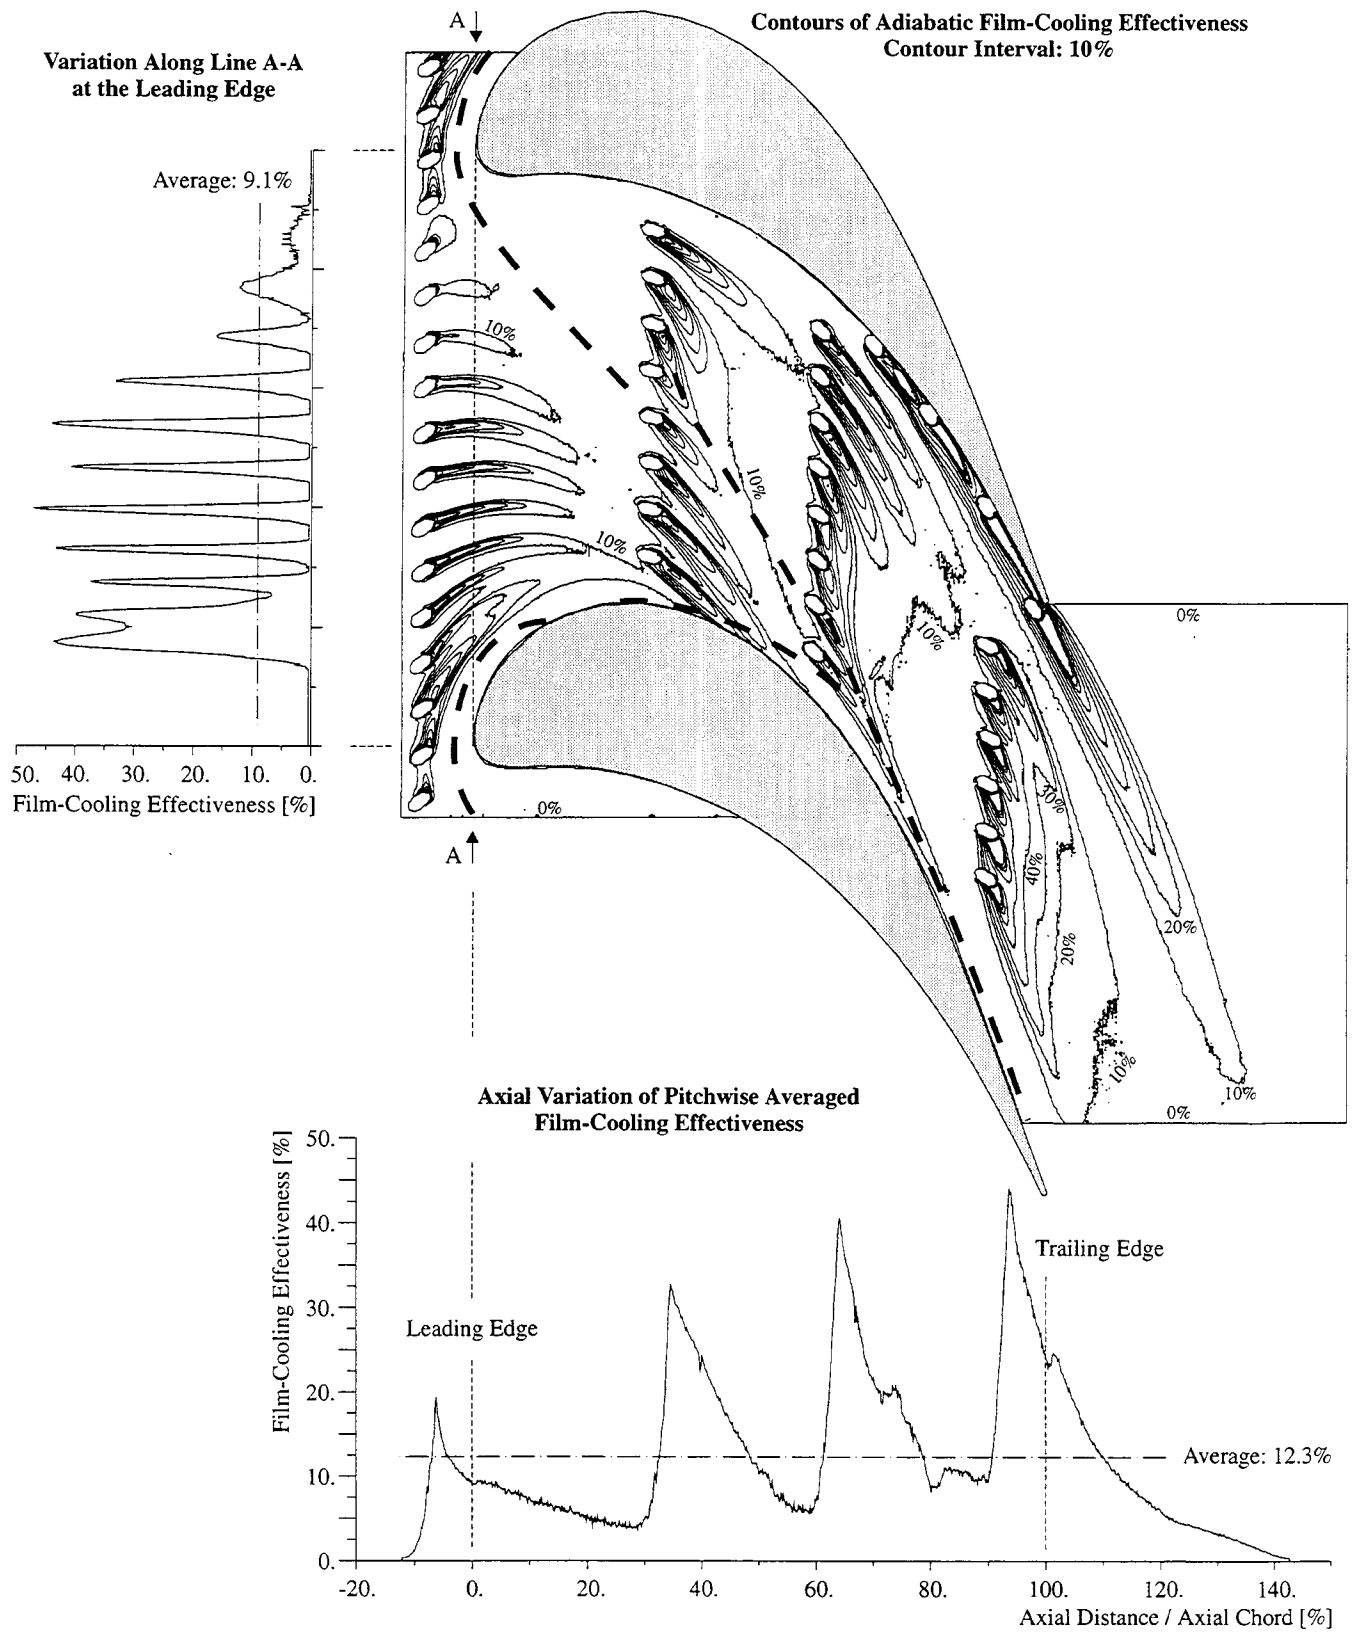 A
Contours of Adiabatic Film-Cooling Effectiveness
Contour Interval: 10%
Variation Along Line A-A
at the Leading Edge
Average: 9.1%
50. 40. 30. 20. 10. 0.
Film-Cooling Effectiveness [%]
10%
10%
10%
10%
0%
30%
40%
20%
20%
10%
10%
0%
0%
A
Axial Variation of Pitchwise Averaged
Film-Cooling Effectiveness
Film-Cooling Effectiveness [%]
50.
40.
30.
20.
10.
0.
Leading Edge
Trailing Edge
Average: 12.3%
-20. 0. 20. 40. 60. 80. 100. 120. 140.
Axial Distance / Axial Chord [%]